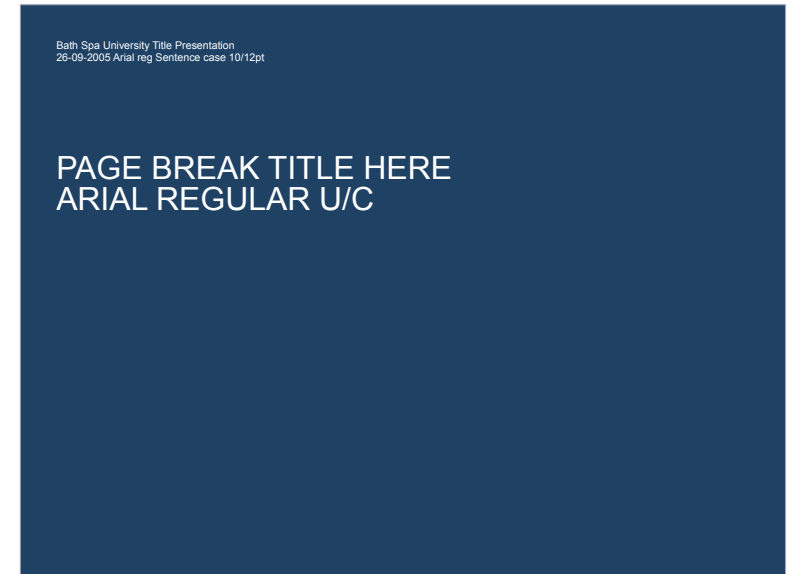 Bath Spa University Title Presentation
26-09-2005 Arial reg Sentence case 10/12pt
PAGE BREAK TITLE HERE
ARIAL REGULAR U/C